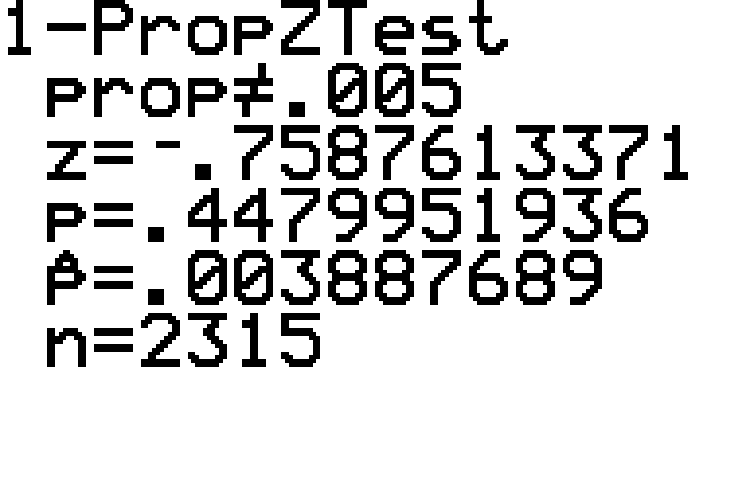 1-PropZTest
prop≠.005
z=⁻.7587613371
p=.4479951936
p̂=.003887689
n=2315